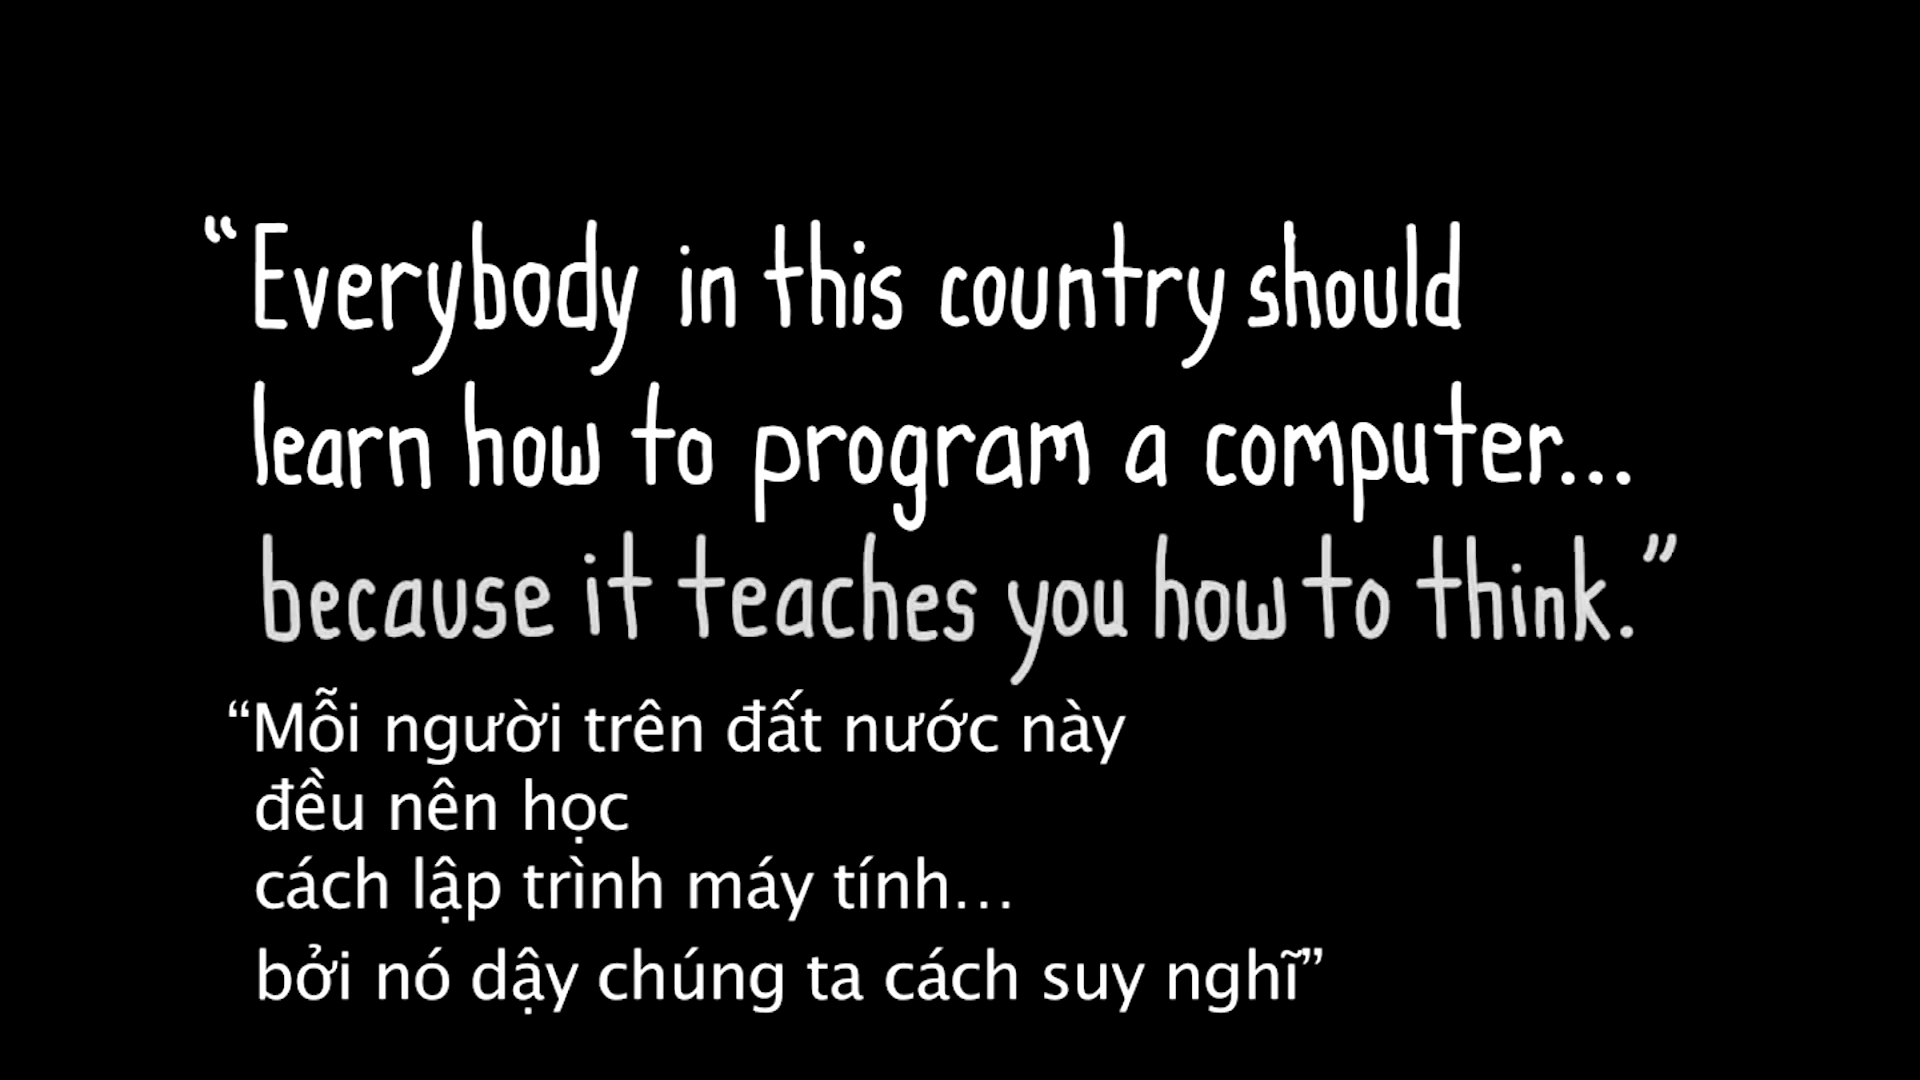 “Everybody in this country should
learn how to program a computer...
because it teaches you how to think.”
“Mỗi người trên đất nước này
đều nên học
cách lập trình máy tính...
bởi nó dậy chúng ta cách suy nghĩ”